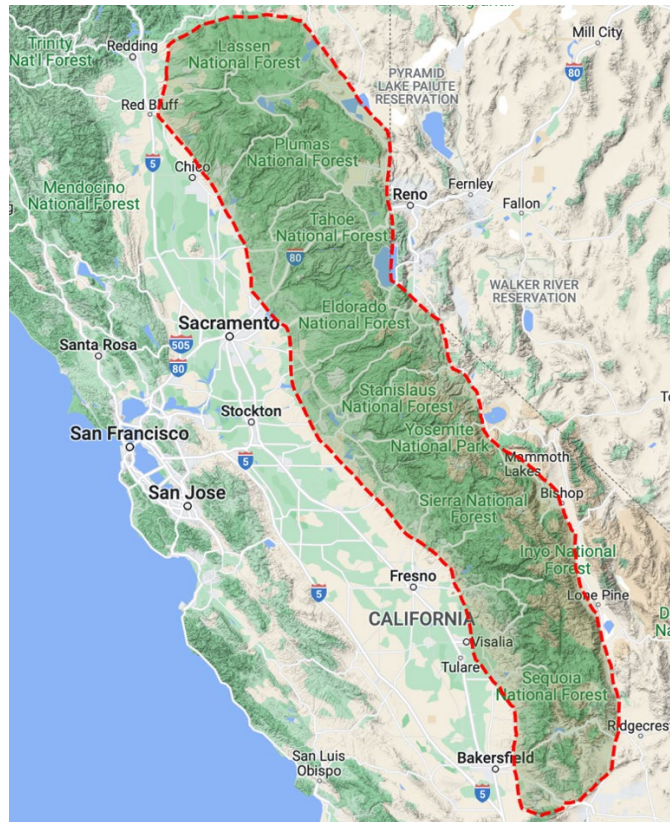 Trinity
Nat'l Forest
Redding
Lassen
National Forest
Mill City
80
PYRAMID
LAKE PAIUTE
RESERVATION
Red Bluff
Plumas
National Forest
5
Chico
Mendocino
National Forest
Reno
Fernley
Fallon
Tahoe
National Forest
80
WALKER RIVER
RESERVATION
Eldorado
National Forest
Sacramento
505
Santa Rosa
80
Stanislaus
National Forest
Stockton
Yosemite
National Park
San Francisco
5
Mammoth
Lakes
San Jose
Bishop
Sierra National
Forest
Inyo National
Forest
Fresno
5
Lone Pine
CALIFORNIA
Visalia
Tulare
Sequoia
National Forest
Ridgecrest
San Luis
Obispo
Bakersfield
5